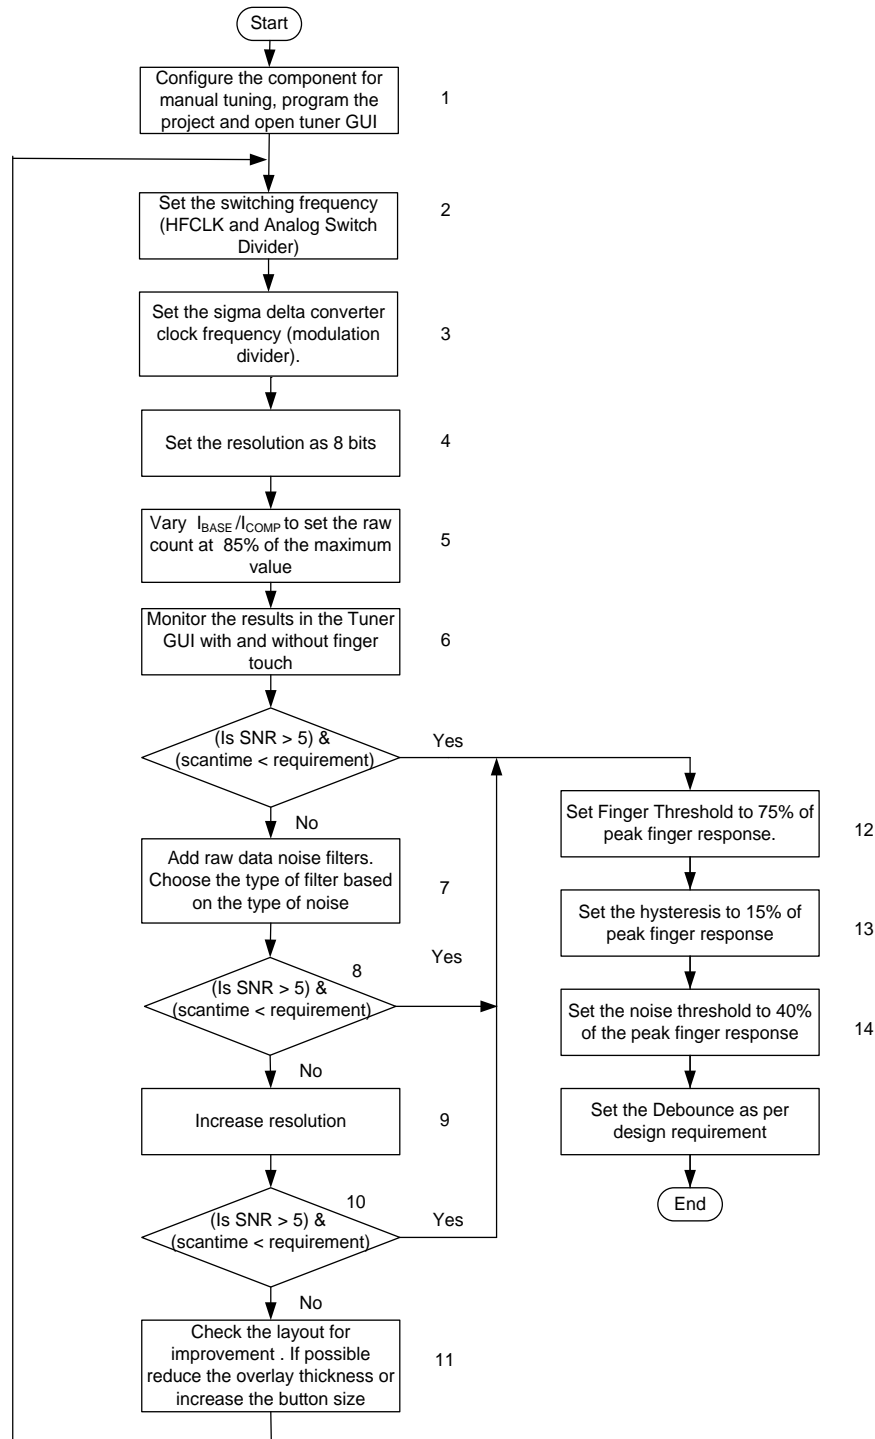 Start
Configure the component for
manual tuning, program the
project and open tuner GUI
1
Set the switching frequency
(HFCLK and Analog Switch
Divider)
2
Set the sigma delta converter
clock frequency (modulation
divider).
3
Set the resolution as 8 bits
4
Vary IBASE/ICOMP to set the raw
count at 85% of the maximum
value
5
Monitor the results in the Tuner
GUI with and without finger
touch
6
(Is SNR > 5) &
(scantime < requirement)
Yes
No
Add raw data noise filters.
Choose the type of filter based
on the type of noise
7
8
(Is SNR > 5) &
(scantime < requirement)
Yes
No
Increase resolution
9
10
(Is SNR > 5) &
(scantime < requirement)
Yes
No
Check the layout for
improvement . If possible
reduce the overlay thickness or
increase the button size
11
Set Finger Threshold to 75% of
peak finger response.
12
Set the hysteresis to 15% of
peak finger response
13
Set the noise threshold to 40%
of the peak finger response
14
Set the Debounce as per
design requirement
End